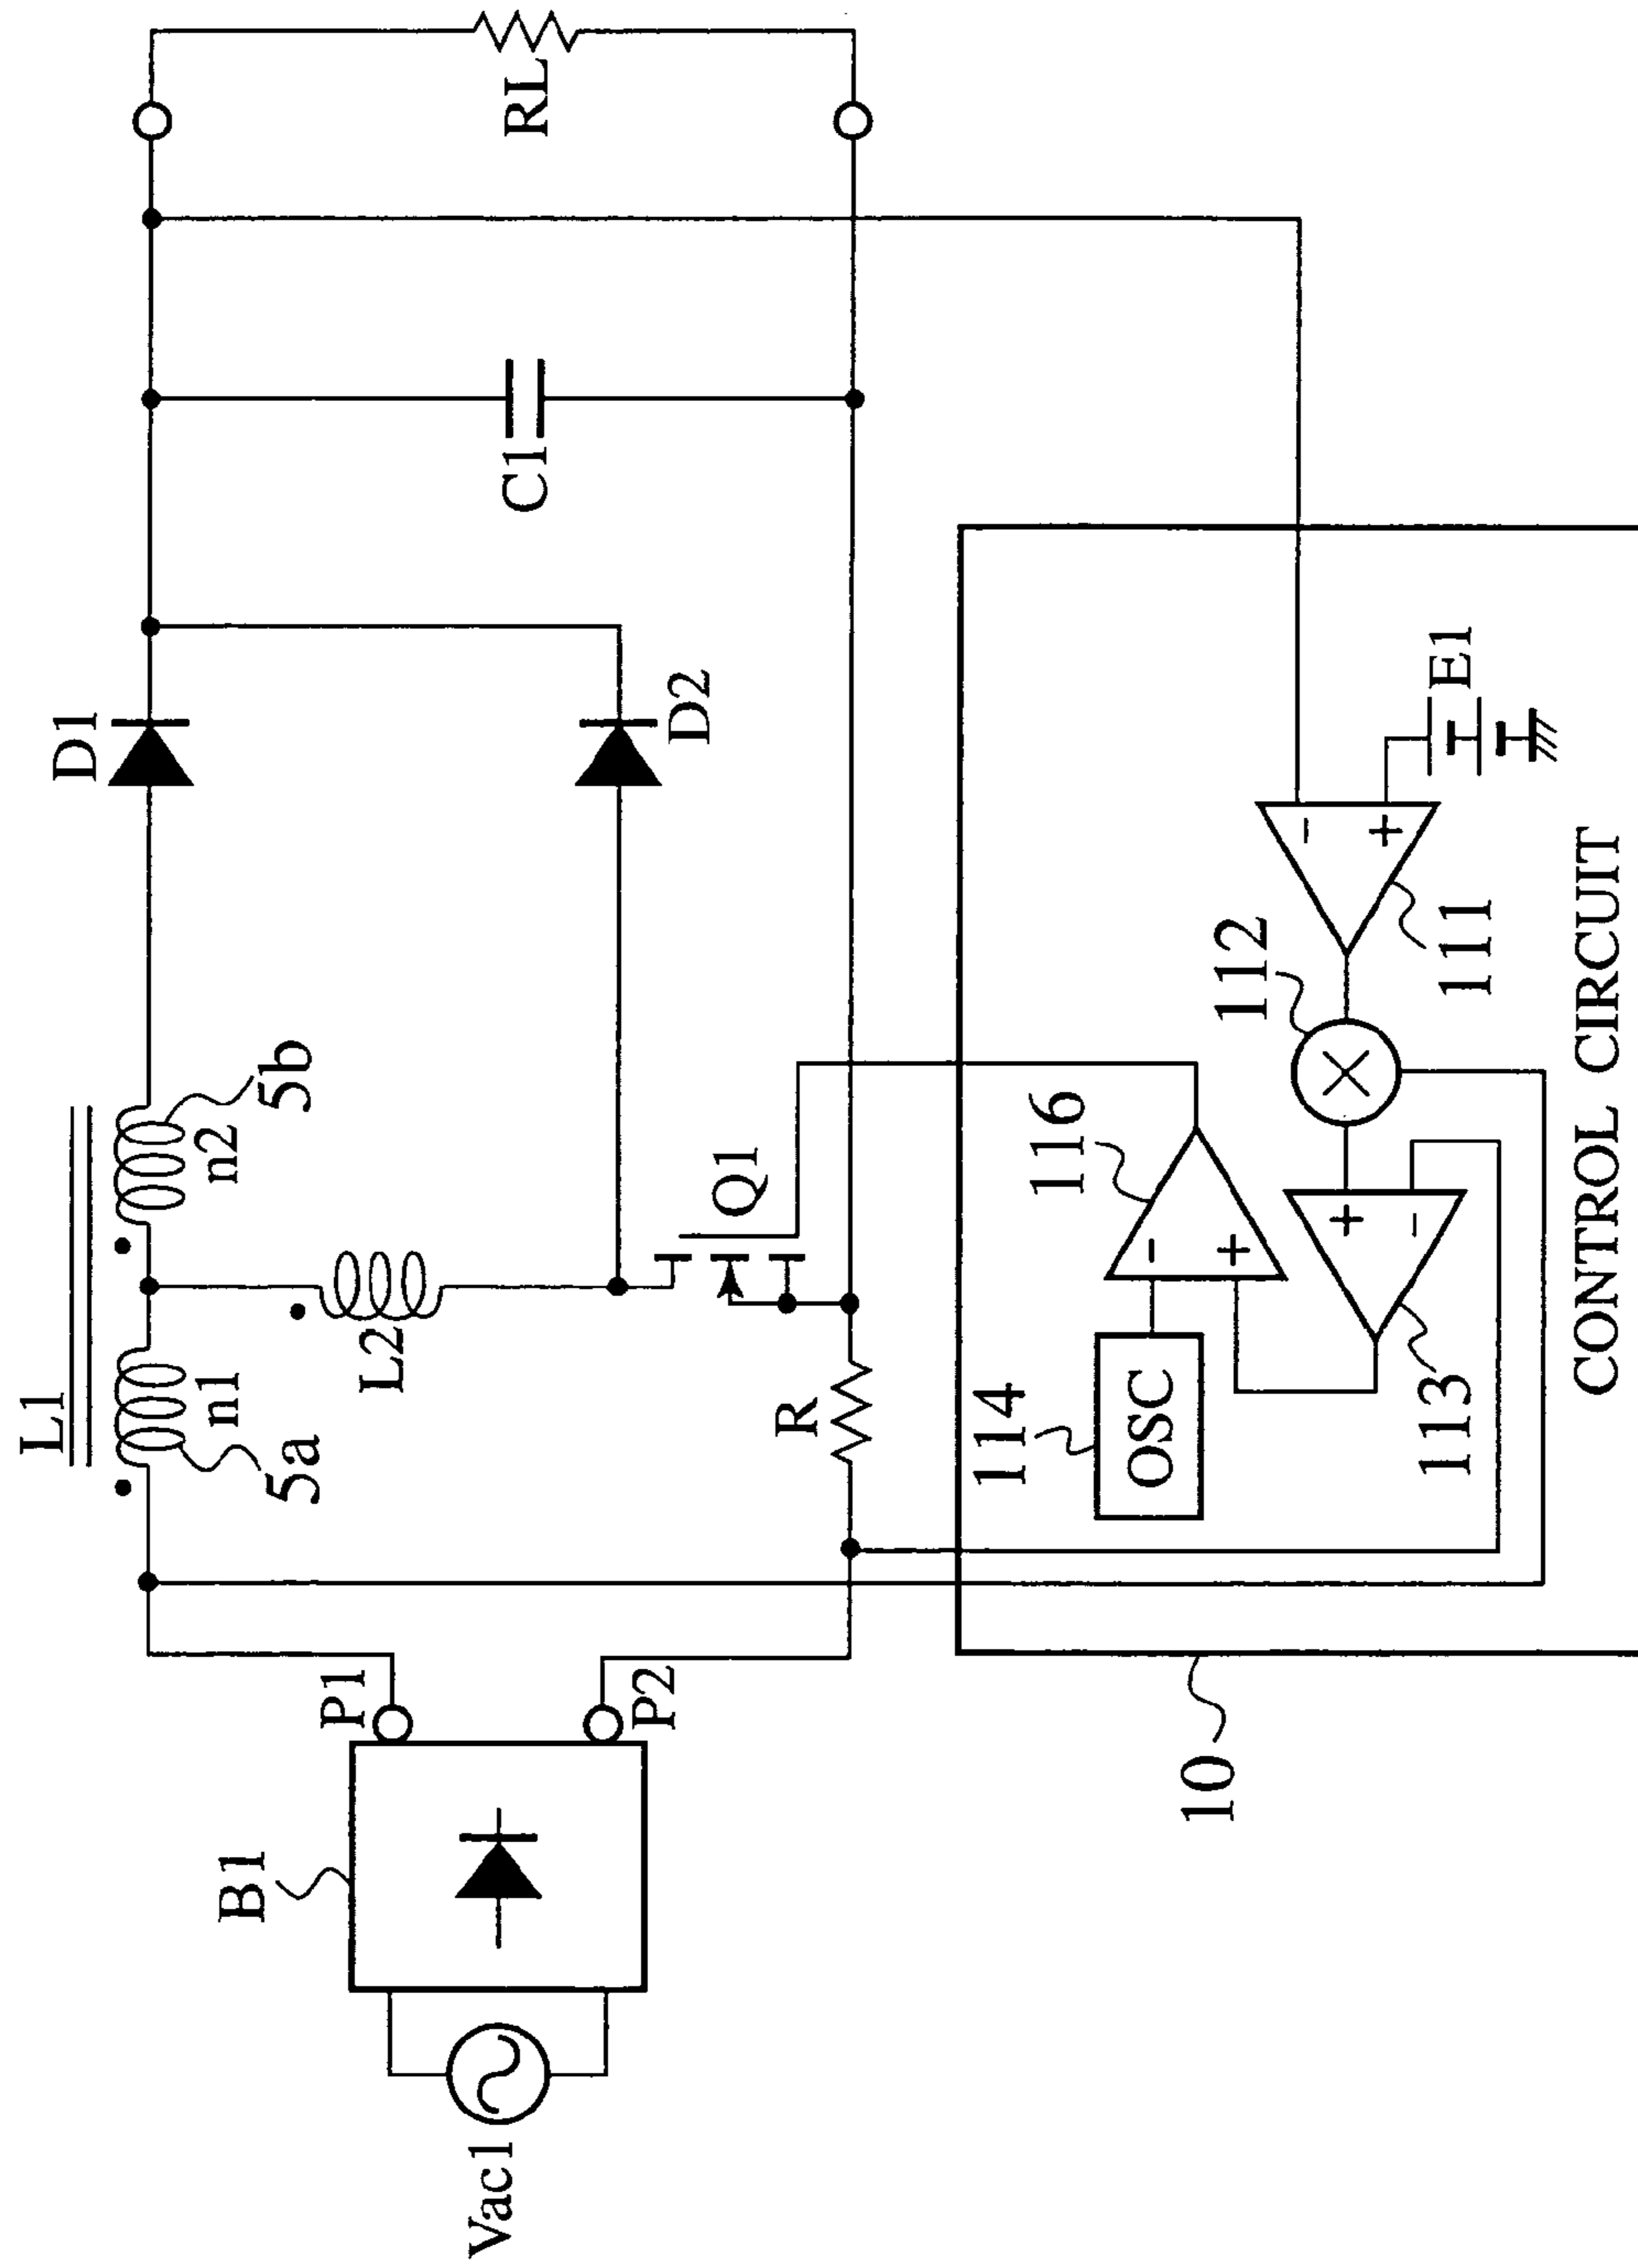 Vac1
B1
P1
P2
L1
5a
n1
n2
5b
L2
D1
D2
Q1
R
C1
RL
10
114
OSC
116
-
+
113
+
-
112
111
-
+
E1
CONTROL CIRCUIT